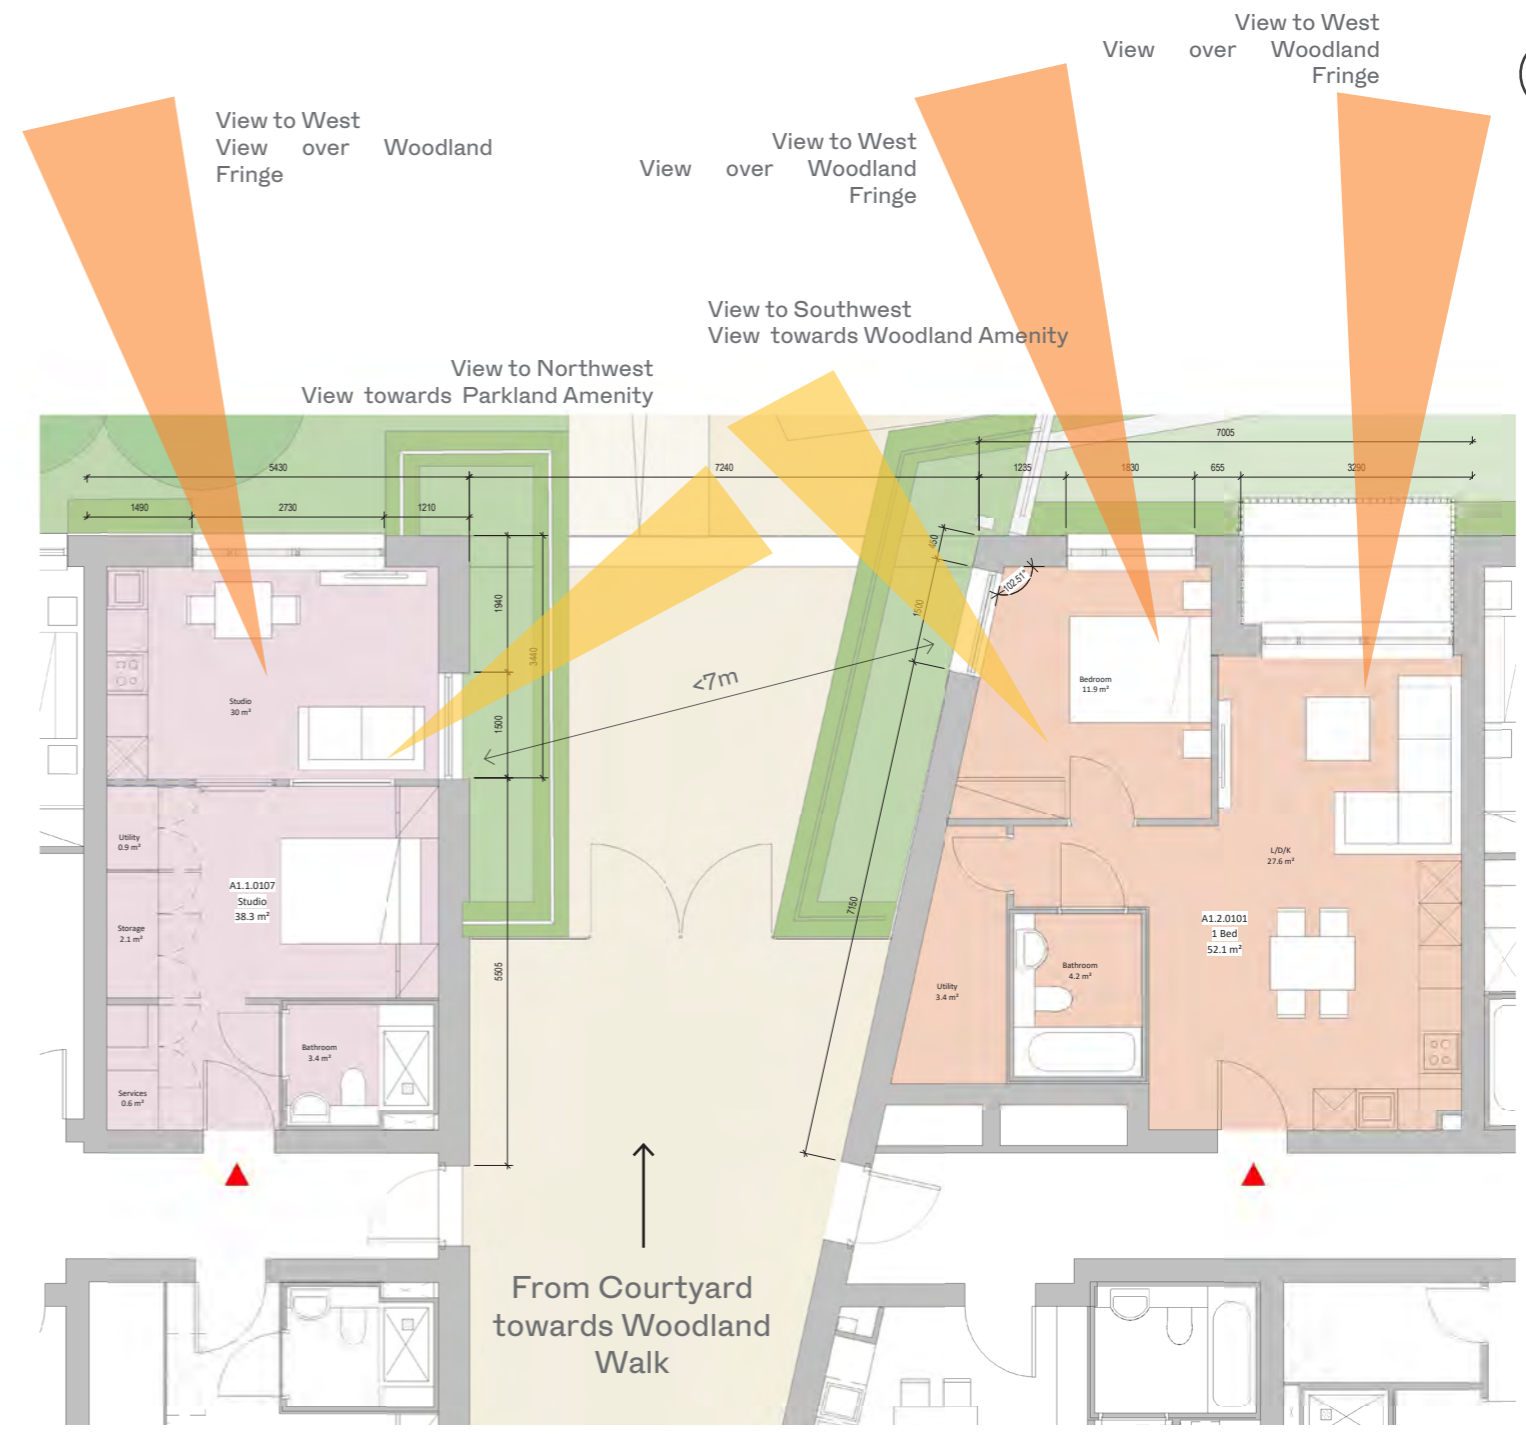 View to West
View over Woodland
Fringe
View to West
View over Woodland
Fringe
View to West
View over Woodland
Fringe
View to Southwest
View towards Woodland Amenity
View to Northwest
View towards Parkland Amenity
7005
5430
7240
1235
1830
655
3290
1490
2730
1210
450
102.51°
1940
1500
3440
1500
<7m
Studio
30 m²
Bedroom
11.9 m²
Utility
0.9 m²
A1.1.0107
Studio
38.3 m²
Storage
2.1 m²
L/D/K
27.6 m²
7150
A1.2.0101
1 Bed
52.1 m²
5505
Bathroom
4.2 m²
Utility
3.4 m²
Bathroom
3.4 m²
Services
0.6 m²
From Courtyard
towards Woodland
Walk